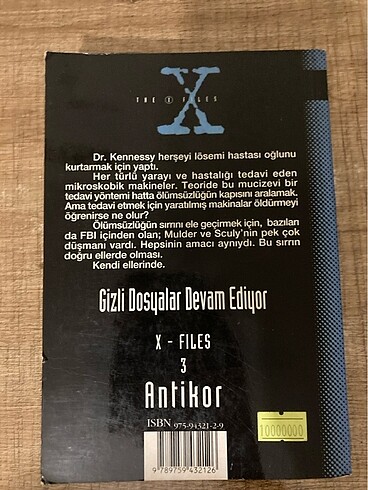 X
THE X FILES
Dr. Kennessy herşeyi lösemi hastası oğlunu
kurtarmak için yaptı.
Her türlü yarayı ve hastalığı tedavi eden
mikroskobik makineler. Teoride bu mucizevi bir
tedavi yöntemi hatta ölümsüzlüğün kapısını aralamak.
Ama tedavi etmek için yaratılmış makinalar öldürmeyi
öğrenirse ne olur?
Ölümsüzlüğün sırrını ele geçirmek için, bazıları
da FBI içinden olan; Mulder ve Sculy'nin pek çok
düşmanı vardı. Hepsinin amacı aynıydı. Bu sırrın
doğru ellerde olması.
Kendi ellerinde.
Gizli Dosyalar Devam Ediyor
X - FILES
3
Antikor
ISBN 975-94321-2-9
10000000
9 789759 432126